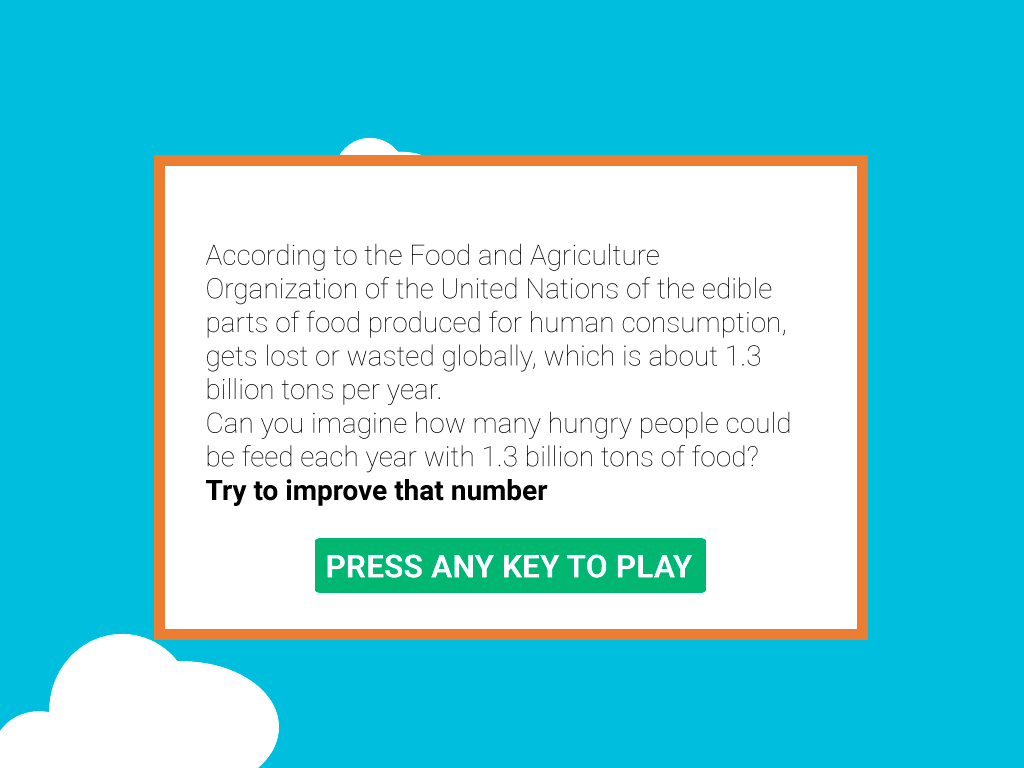 According to the Food and Agriculture
Organization of the United Nations of the edible
parts of food produced for human consumption,
gets lost or wasted globally, which is about 1.3
billion tons per year.
Can you imagine how many hungry people could
be feed each year with 1.3 billion tons of food?
Try to improve that number
PRESS ANY KEY TO PLAY